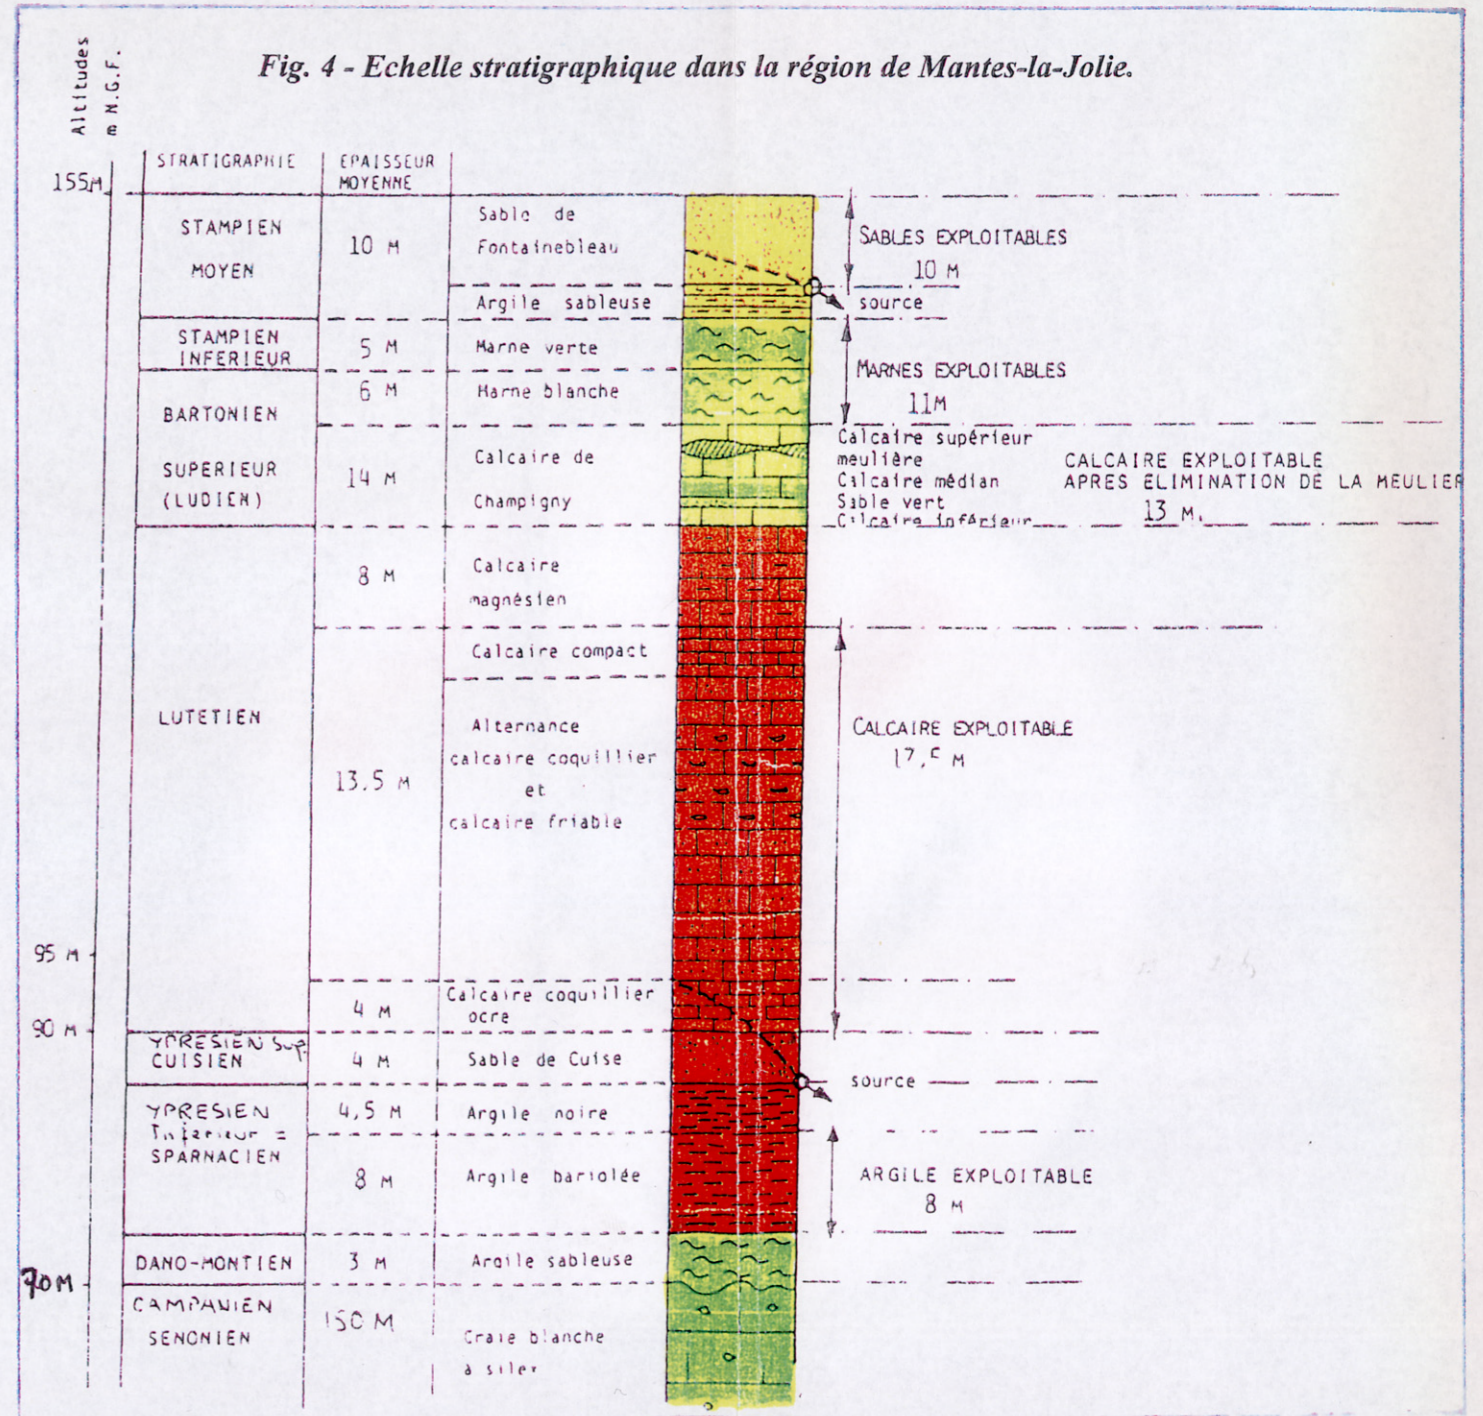 Fig. 4 - Echelle stratigraphique dans la région de Mantes-la-Jolie.
Altitudes
m N.G.F.
STRATIGRAPHIE
EPAISSEUR
MOYENNE
155M
STAMPIEN
MOYEN
10 M
Sable de
Fontainebleau
SABLES EXPLOITABLES
10 M
Argile sableuse
source
STAMPIEN
INFERIEUR
5 M
Marne verte
MARNES EXPLOITABLES
11M
6 M
Marne blanche
BARTONIEN
SUPERIEUR
(LUDIEN)
14 M
Calcaire de
Champigny
Calcaire supérieur
meulière
Calcaire médian
Sable vert
Calcaire inférieur
CALCAIRE EXPLOITABLE
APRES ELIMINATION DE LA MEULIER
13 M.
LUTETIEN
8 M
Calcaire
magnésien
Calcaire compact
13.5 M
Alternance
calcaire coquillier
et
calcaire friable
CALCAIRE EXPLOITABLE
17,5 M
95 M
4 M
Calcaire coquillier
ocre
90 M
YPRESIEN Sup.
CUISIEN
4 M
Sable de Cuise
source
YPRESIEN
Inférieur =
SPARNACIEN
4,5 M
Argile noire
8 M
Argile bariolée
ARGILE EXPLOITABLE
8 M
DANO-MONTIEN
3 M
Argile sableuse
70M
CAMPANIEN
SENONIEN
150 M
Craie blanche
à silex